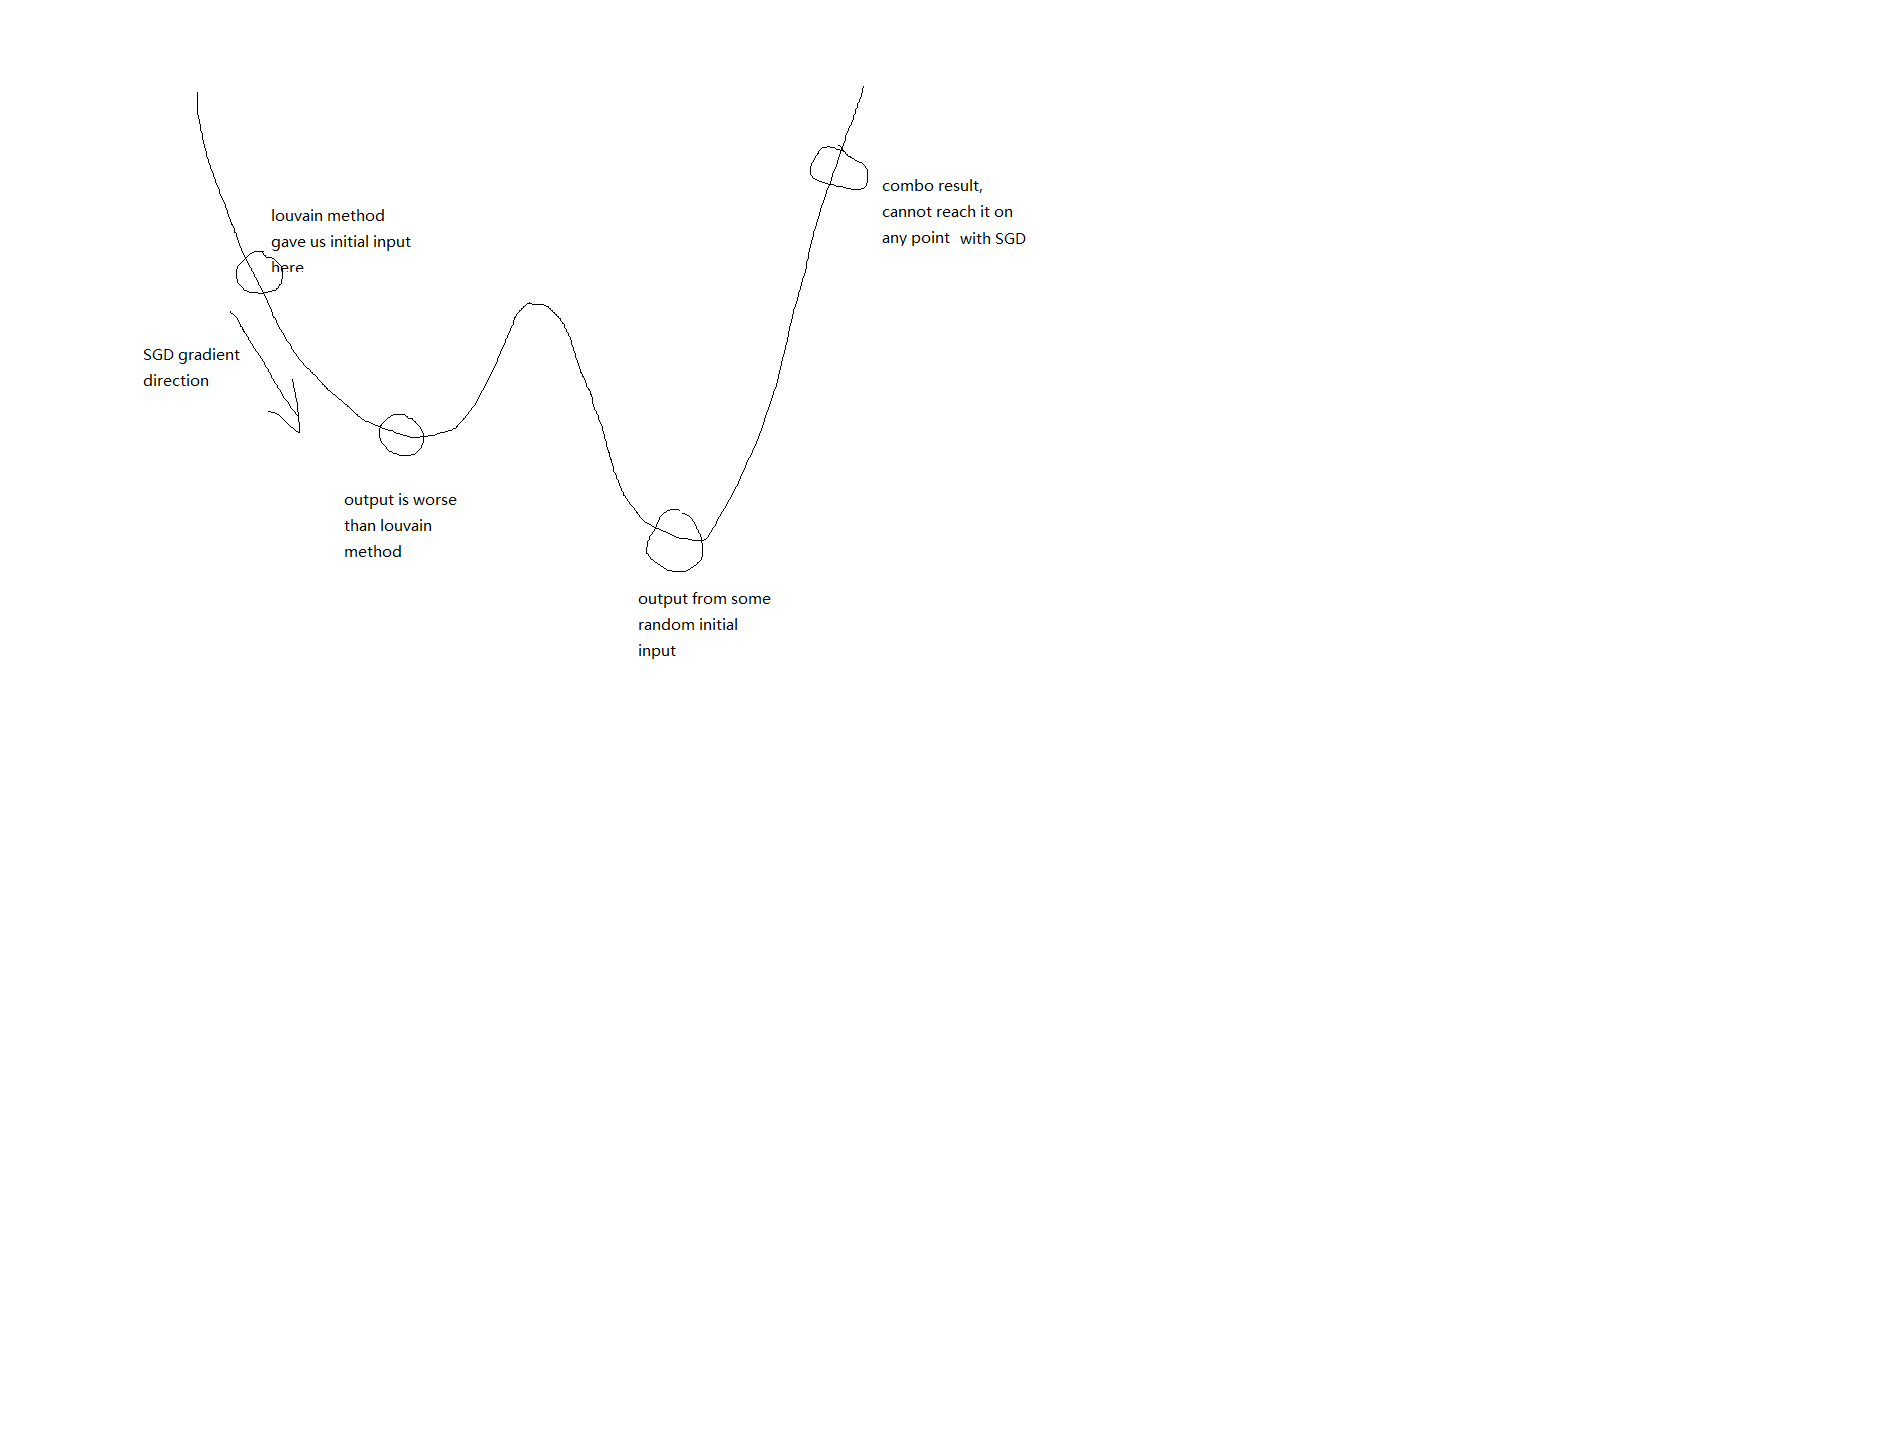 louvain method
gave us initial input
here
SGD gradient
direction
output is worse
than louvain
method
output from some
random initial
input
combo result,
cannot reach it on
any point with SGD